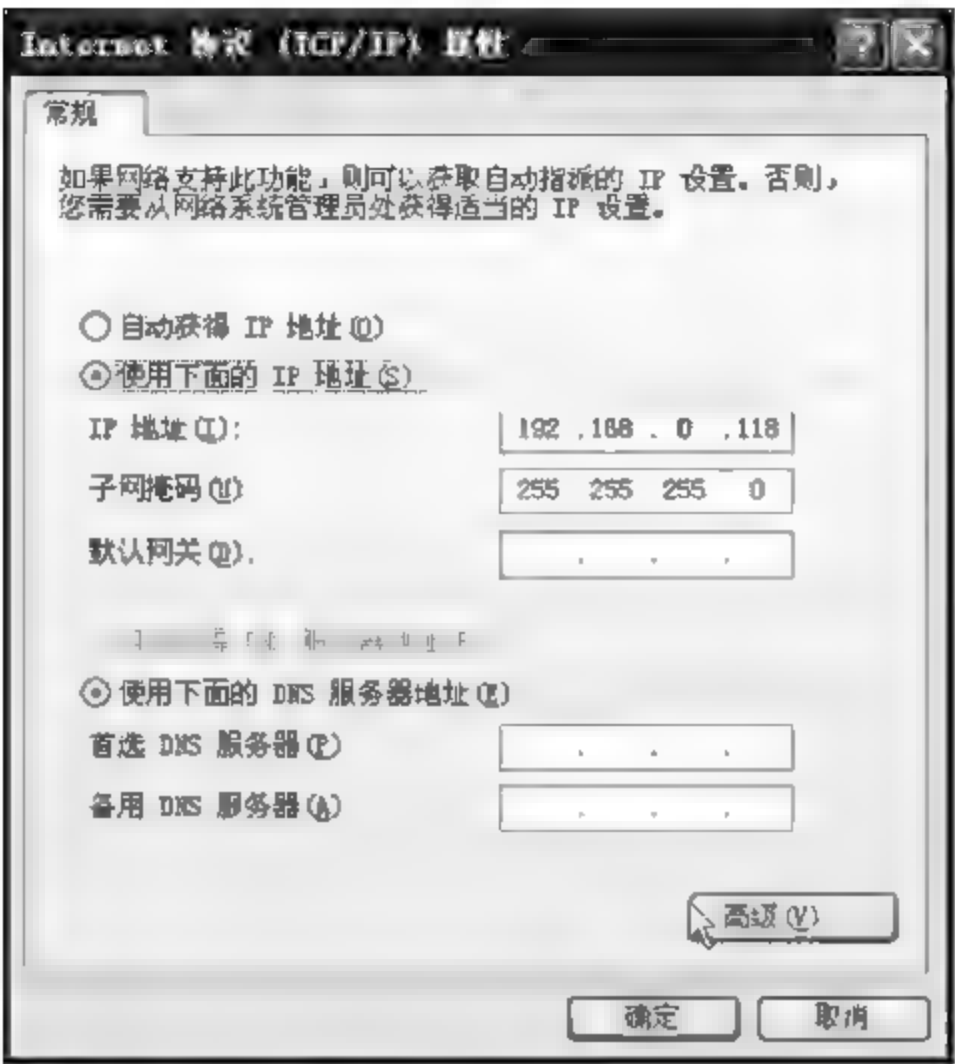 Internet 协议 (TCP/IP) 属性
常规
如果网络支持此功能，则可以获取自动指派的 IP 设置。否则，
您需要从网络系统管理员处获得适当的 IP 设置。
自动获得 IP 地址(O)
使用下面的 IP 地址(S)
IP 地址(I): 192 .168 . 0 .118
子网掩码(U) 255 255 255 0
默认网关(D). . . .
使用下面的 DNS 服务器地址(E)
首选 DNS 服务器(P) . . .
备用 DNS 服务器(A) . . .
高级(V)
确定 取消